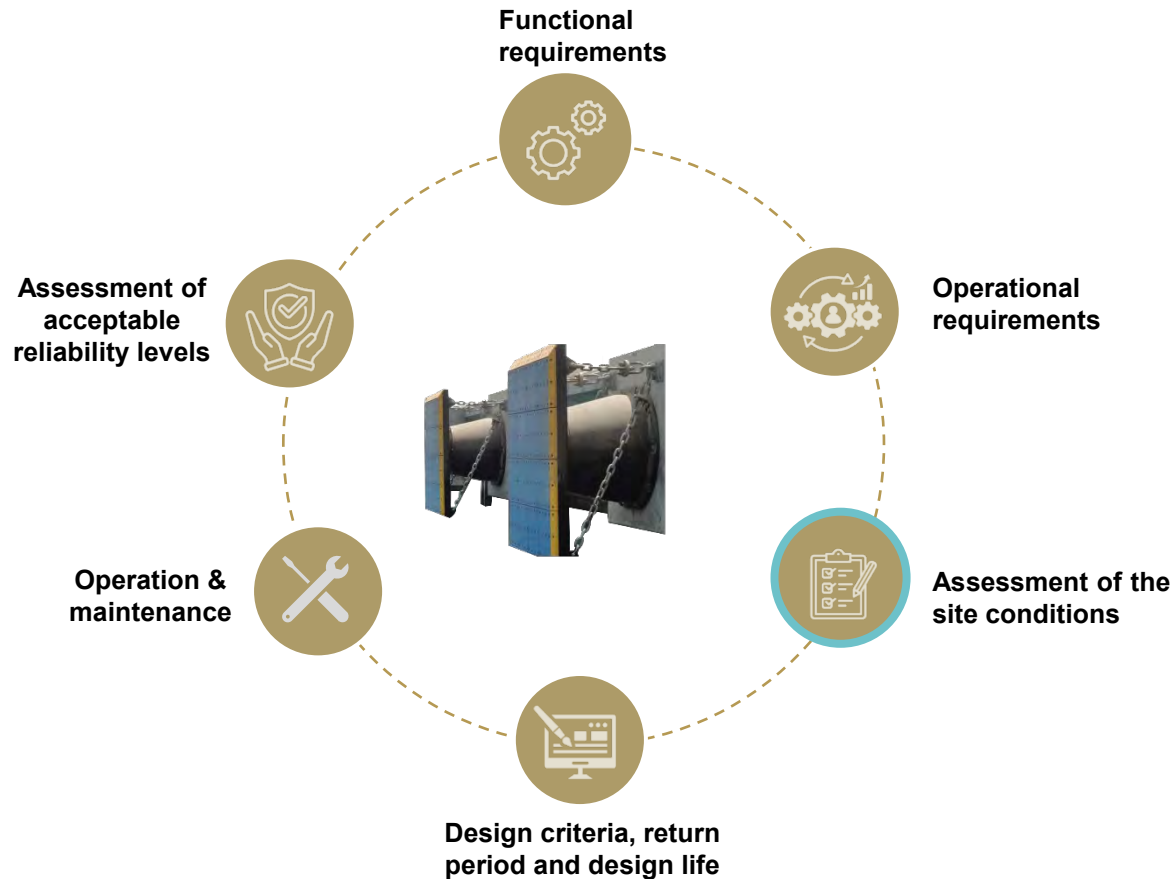 Functional
requirements
Operational
requirements
Assessment of the
site conditions
Design criteria, return
period and design life
Operation &
maintenance
Assessment of
acceptable
reliability levels